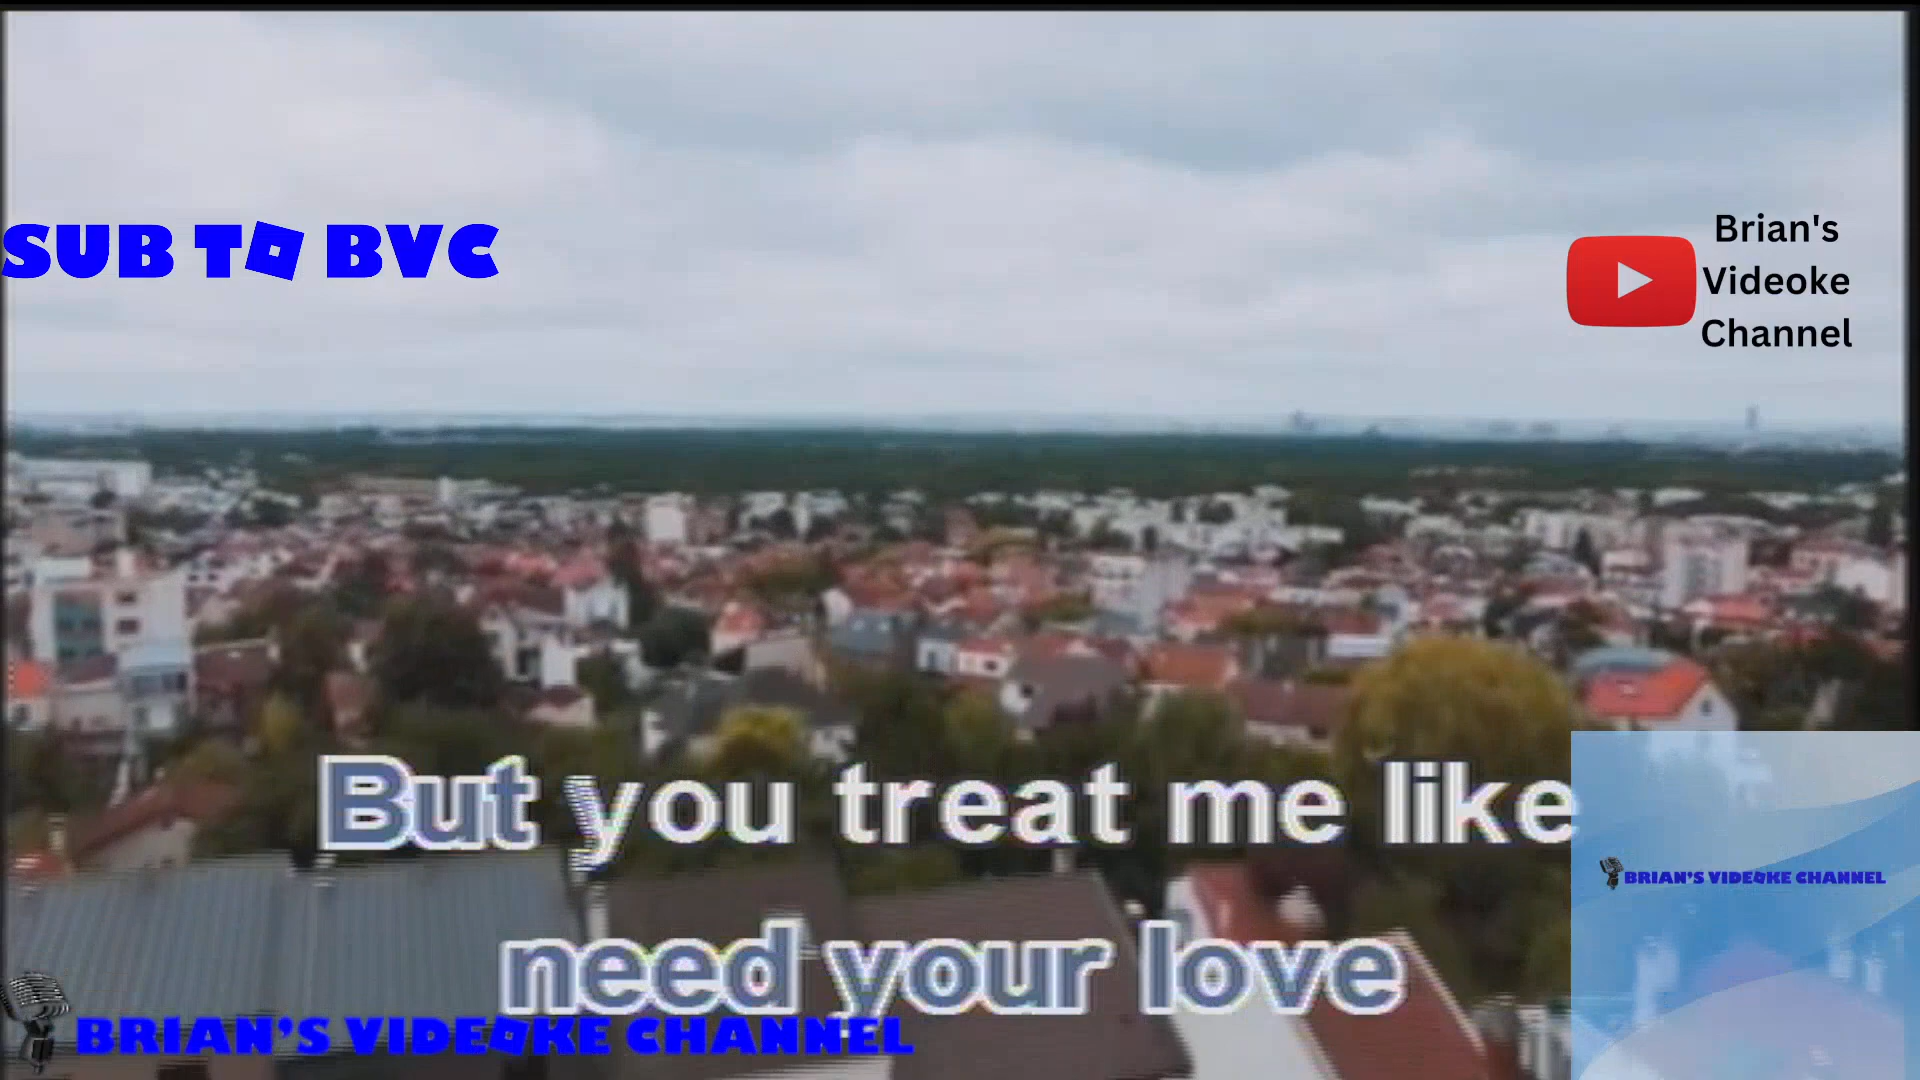 SUB TO BVC
Brian's
Videoke
Channel
But you treat me like
BRIAN'S VIDEOKE CHANNEL
need your love
BRIAN'S VIDEOKE CHANNEL